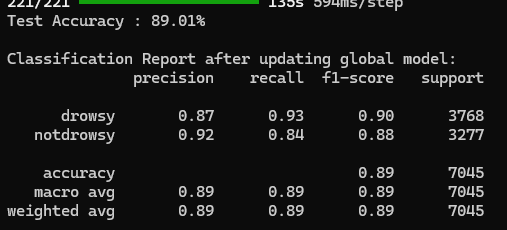 221/221 135s 594ms/step
Test Accuracy : 89.01%
Classification Report after updating global model:
precision recall f1-score support
drowsy 0.87 0.93 0.90 3768
notdrowsy 0.92 0.84 0.88 3277
accuracy 0.89 7045
macro avg 0.89 0.89 0.89 7045
weighted avg 0.89 0.89 0.89 7045